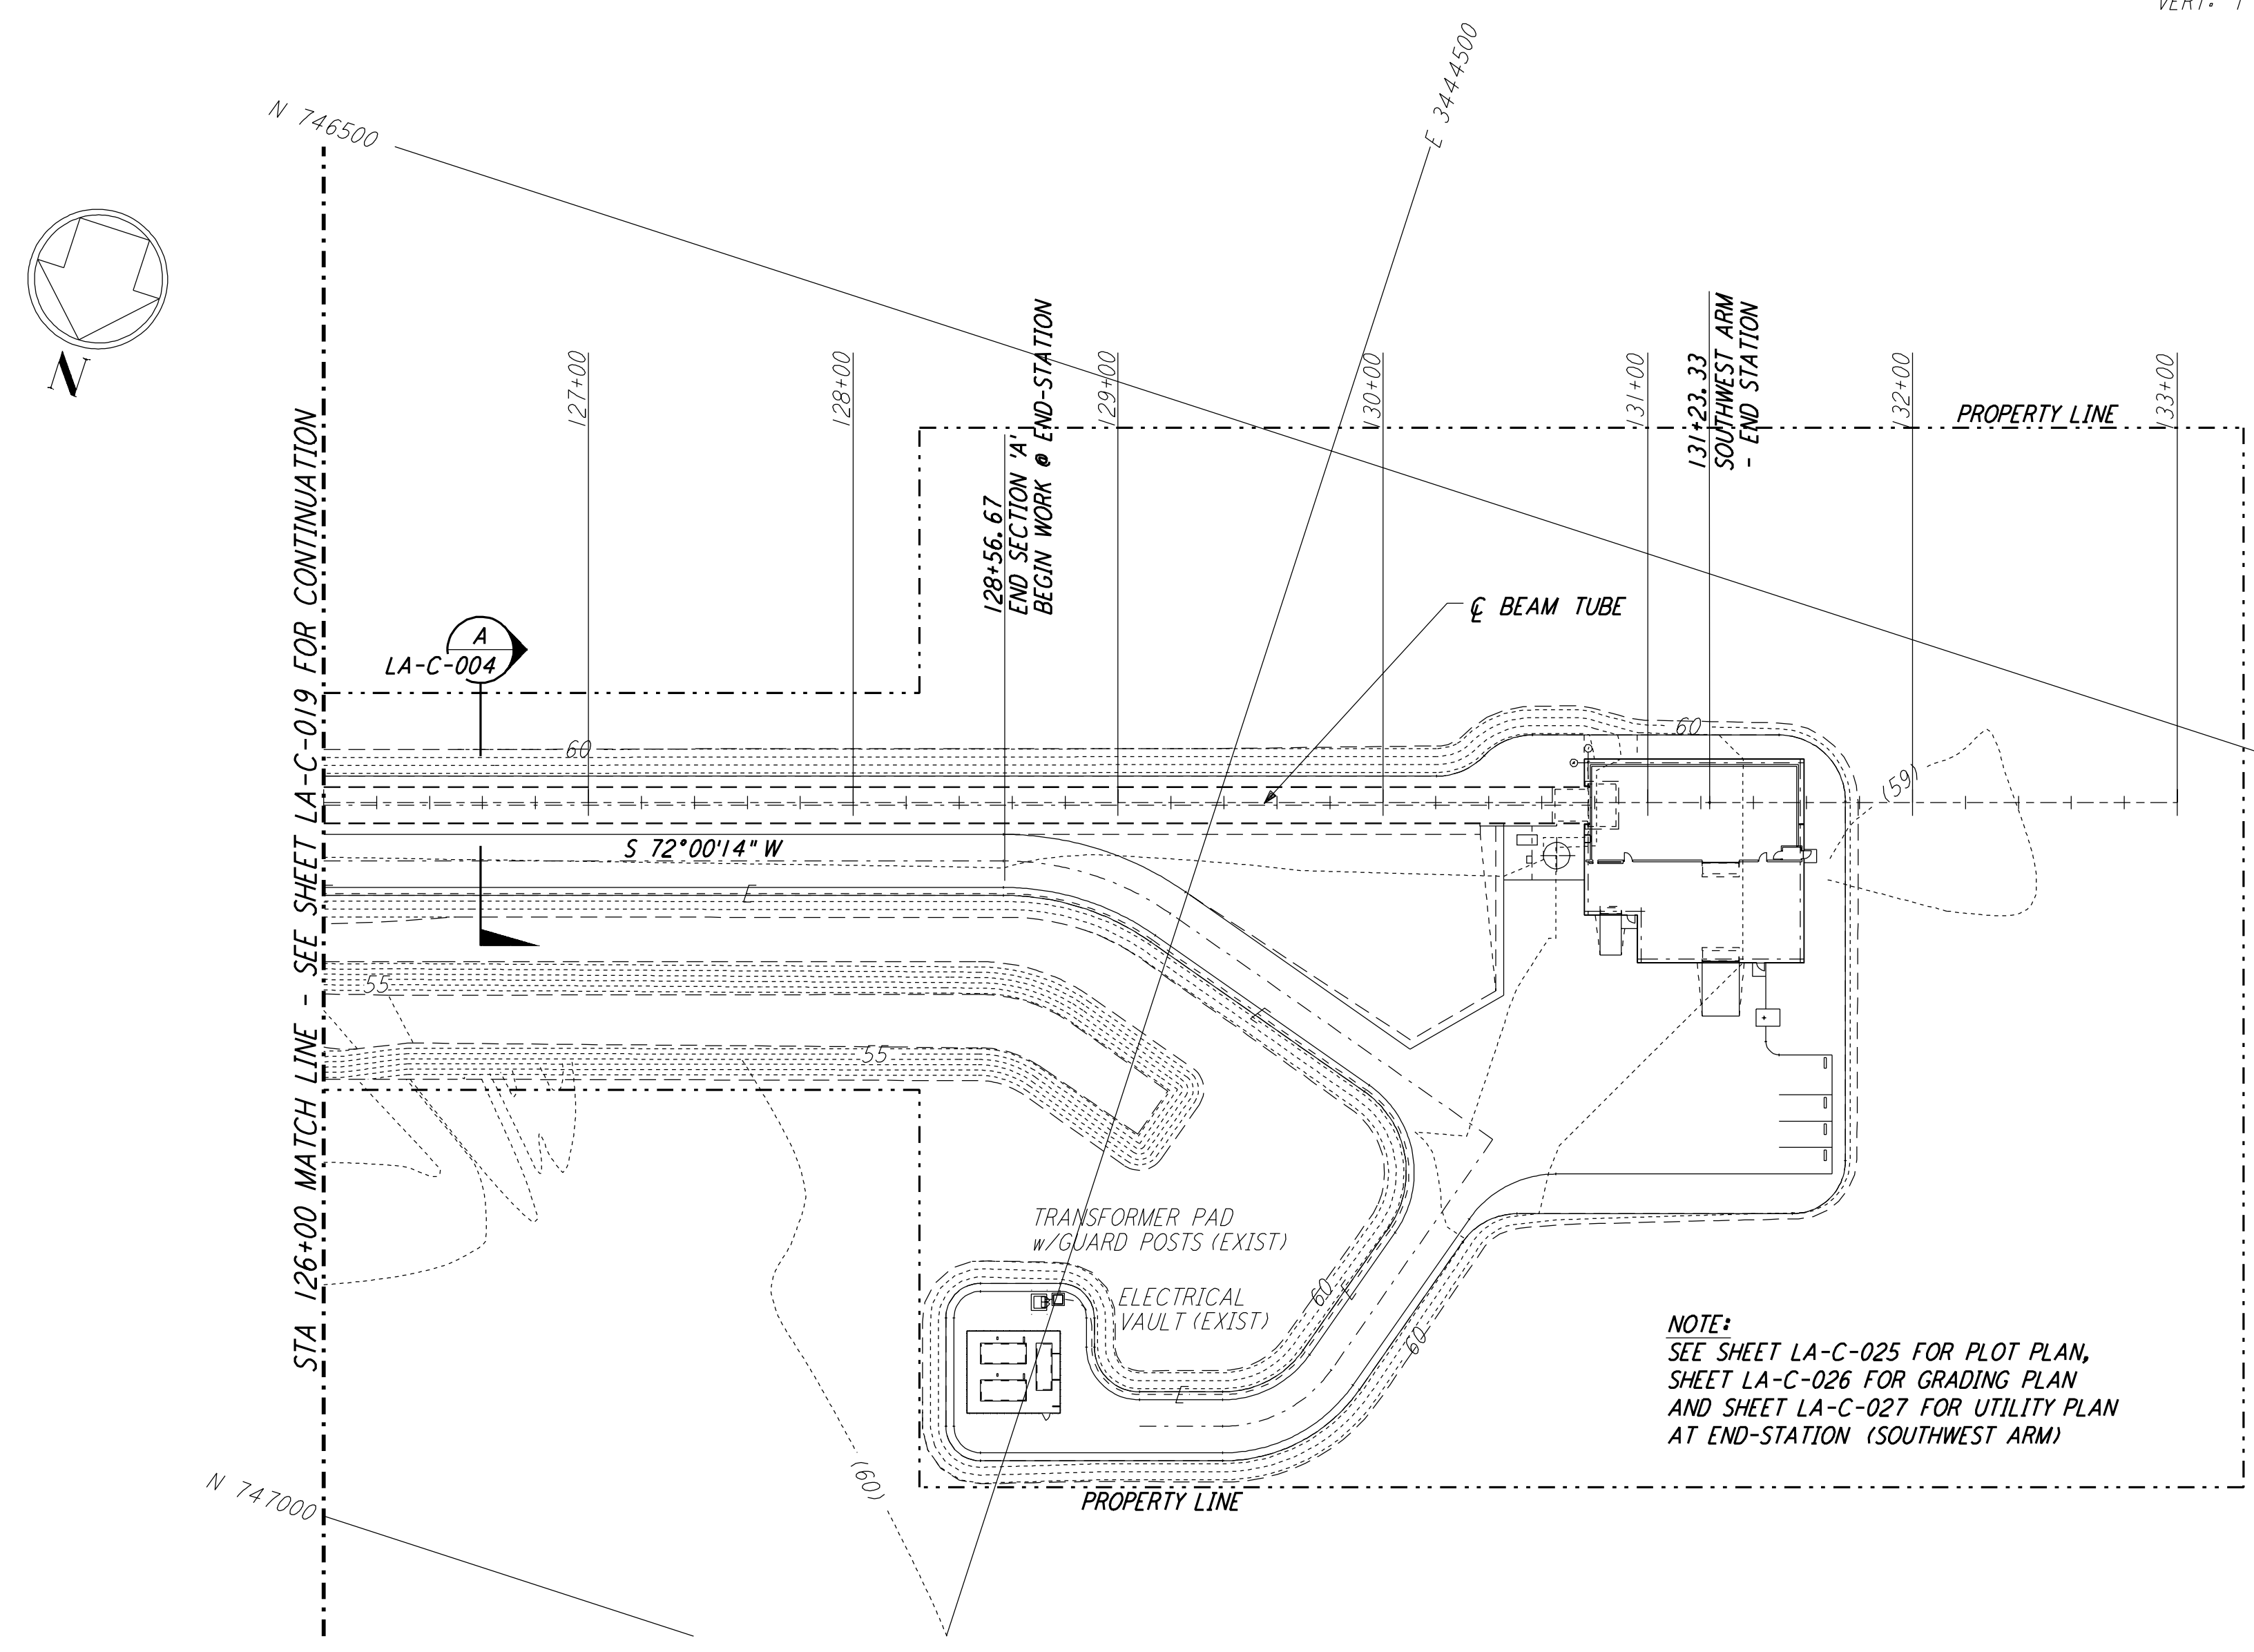 VERT: 1
N 746500
E 3444500
N
127+00
128+00
128+56.67
END SECTION 'A'
BEGIN WORK @ END-STATION
129+00
130+00
131+00
131+23.33
SOUTHWEST ARM
- END STATION
132+00
133+00
PROPERTY LINE
STA 126+00 MATCH LINE - SEE SHEET LA-C-019 FOR CONTINUATION
A
LA-C-004
℄ BEAM TUBE
60
60
(59)
S 72°00'14" W
55
55
TRANSFORMER PAD
w/GUARD POSTS (EXIST)
ELECTRICAL
VAULT (EXIST)
60
60
NOTE:
SEE SHEET LA-C-025 FOR PLOT PLAN,
SHEET LA-C-026 FOR GRADING PLAN
AND SHEET LA-C-027 FOR UTILITY PLAN
AT END-STATION (SOUTHWEST ARM)
(60)
N 747000
PROPERTY LINE